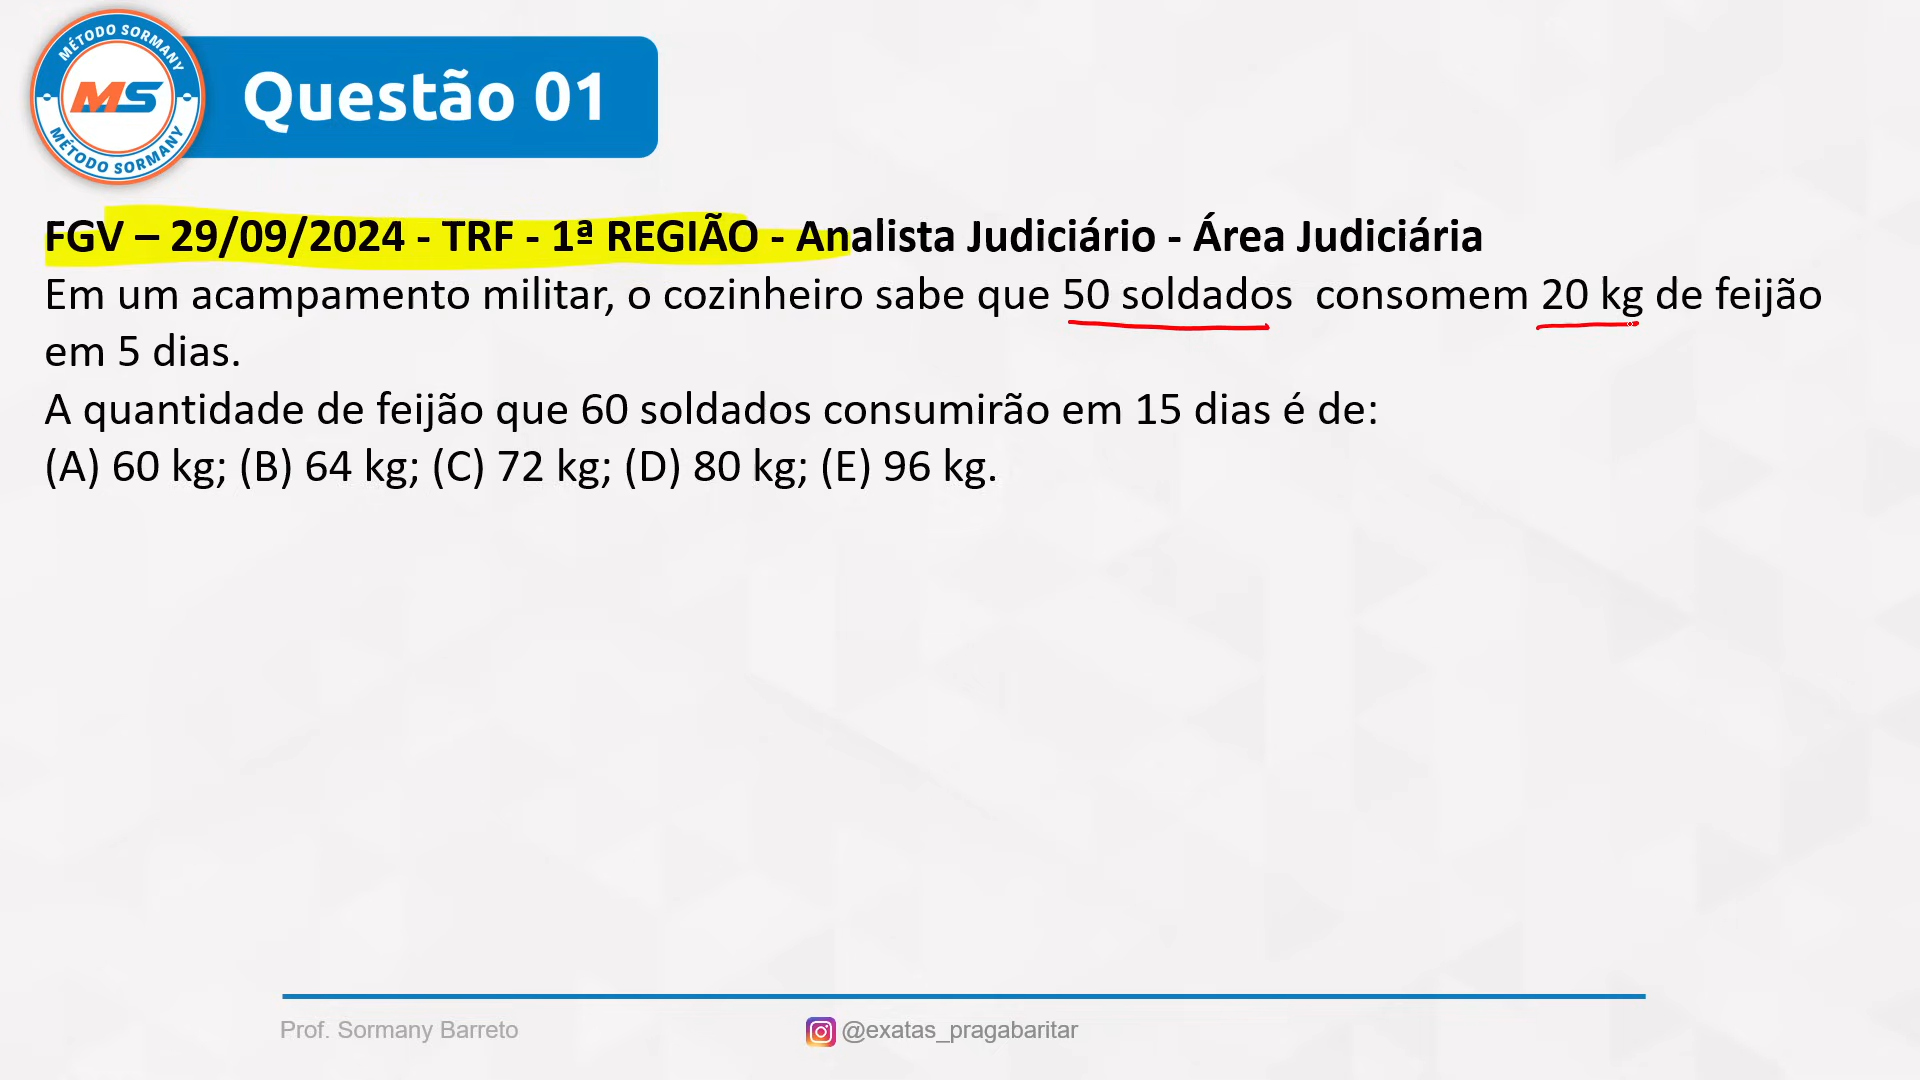 MÉTODO SORMANY
MS
MÉTODO SORMANY
Questão 01
FGV – 29/09/2024 - TRF - 1ª REGIÃO - Analista Judiciário - Área Judiciária
Em um acampamento militar, o cozinheiro sabe que 50 soldados  consomem 20 kg de feijão
em 5 dias.
A quantidade de feijão que 60 soldados consumirão em 15 dias é de:
(A) 60 kg; (B) 64 kg; (C) 72 kg; (D) 80 kg; (E) 96 kg.
Prof. Sormany Barreto
@exatas_pragabaritar